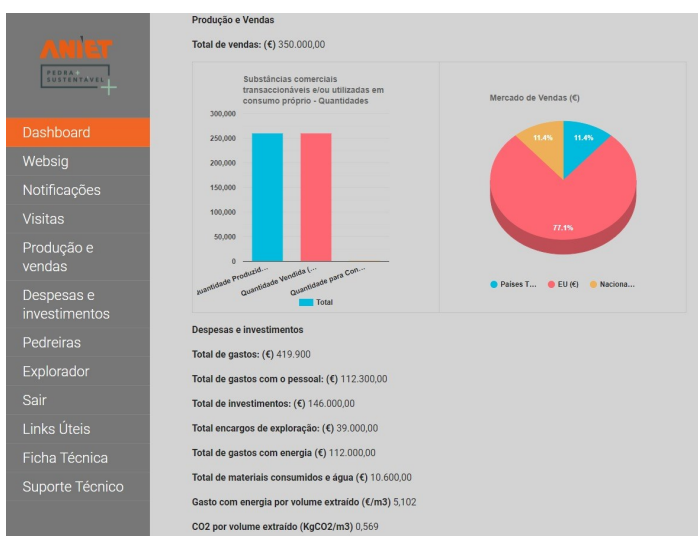 ANIET
PEDRA +
SUSTENTÁVEL
Dashboard
Websig
Notificações
Visitas
Produção e
vendas
Despesas e
investimentos
Pedreiras
Explorador
Sair
Links Úteis
Ficha Técnica
Suporte Técnico
Produção e Vendas
Total de vendas: (€) 350.000,00
Substâncias comerciais
transaccionáveis e/ou utilizadas em
consumo próprio - Quantidades
300,000
250,000
200,000
150,000
100,000
50,000
0
uantidade Produzid...
Quantidade Vendida (...
Quantidade para Con...
Total
Mercado de Vendas (€)
11.4%
11.4%
77.1%
Países T...
EU (€)
Naciona...
Despesas e investimentos
Total de gastos: (€) 419.900
Total de gastos com o pessoal: (€) 112.300,00
Total de investimentos: (€) 146.000,00
Total encargos de exploração: (€) 39.000,00
Total de gastos com energia (€) 112.000,00
Total de materiais consumidos e água (€) 10.600,00
Gasto com energia por volume extraído (€/m3) 5,102
CO2 por volume extraído (KgCO2/m3) 0,569